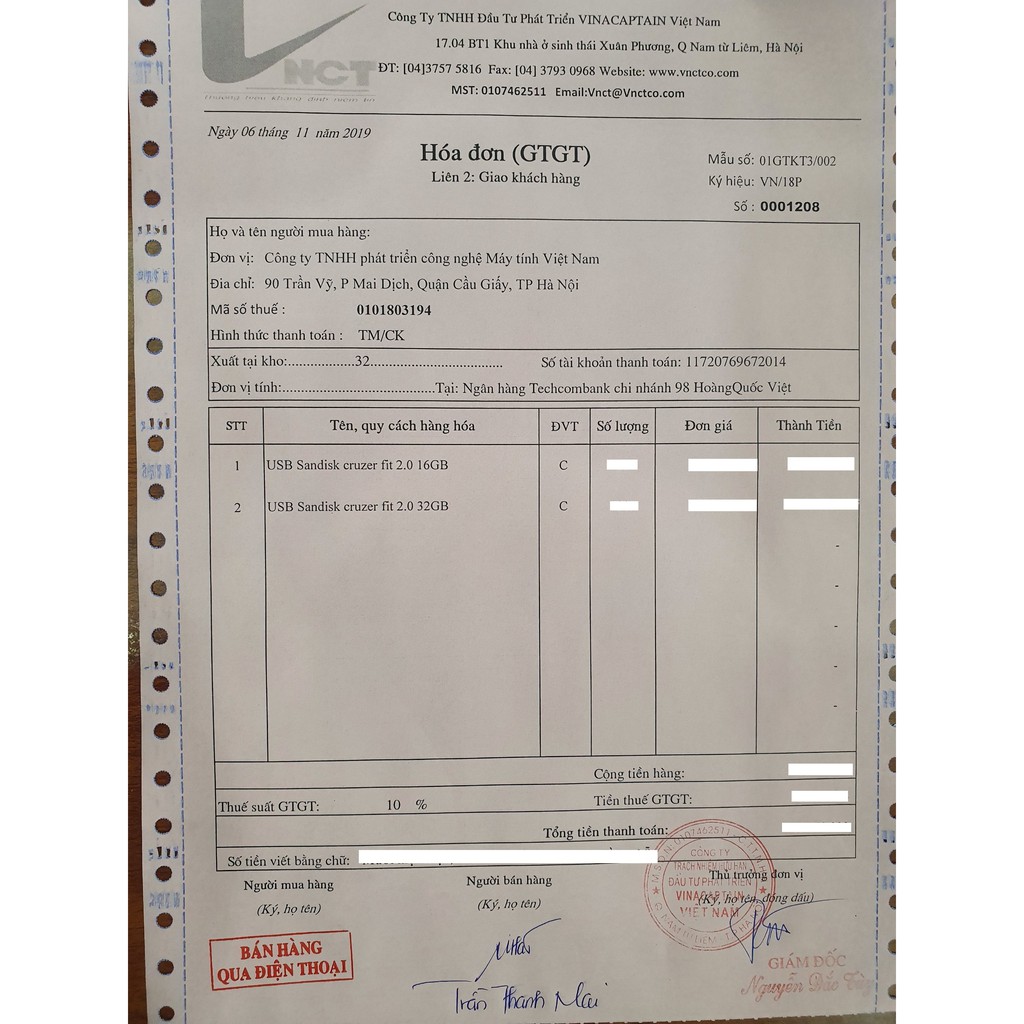 NCT
Công Ty TNHH Đầu Tư Phát Triển VINACAPTAIN Việt Nam
17.04 BT1 Khu nhà ở sinh thái Xuân Phương, Q Nam từ Liêm, Hà Nội
ĐT: [04]3757 5816 Fax: [04] 3793 0968 Website: www.vnctco.com
MST: 0107462511 Email:Vnct@Vnctco.com
Ngày 06 tháng 11 năm 2019
Hóa đơn (GTGT)
Liên 2: Giao khách hàng
Mẫu số: 01GTKT3/002
Ký hiệu: VN/18P
Số : 0001208
Họ và tên người mua hàng:
Đơn vị: Công ty TNHH phát triển công nghệ Máy tính Việt Nam
Địa chỉ: 90 Trần Vỹ, P Mai Dịch, Quận Cầu Giấy, TP Hà Nội
Mã số thuế : 0101803194
Hình thức thanh toán : TM/CK
Xuất tại kho:...................32..................................... Số tài khoản thanh toán: 11720769672014
Đơn vị tính:...........................................Tại: Ngân hàng Techcombank chi nhánh 98 HoàngQuốc Việt
STT Tên, quy cách hàng hóa ĐVT Số lượng Đơn giá Thành Tiền
1 USB Sandisk cruzer fit 2.0 16GB C
2 USB Sandisk cruzer fit 2.0 32GB C
-
-
-
-
-
Cộng tiền hàng:
Thuế suất GTGT: 10 % Tiền thuế GTGT:
Tổng tiền thanh toán:
Số tiền viết bằng chữ:
Người mua hàng Người bán hàng Thủ trưởng đơn vị
(Ký, họ tên) (Ký, họ tên) (Ký, họ tên, đóng dấu)
CÔNG TY
TRÁCH NHIỆM HỮU HẠN
ĐẦU TƯ PHÁT TRIỂN
VINACAPTAIN
VIỆT NAM
BÁN HÀNG
QUA ĐIỆN THOẠI
Trần Thanh Mai
GIÁM ĐỐC
Nguyễn Đắc